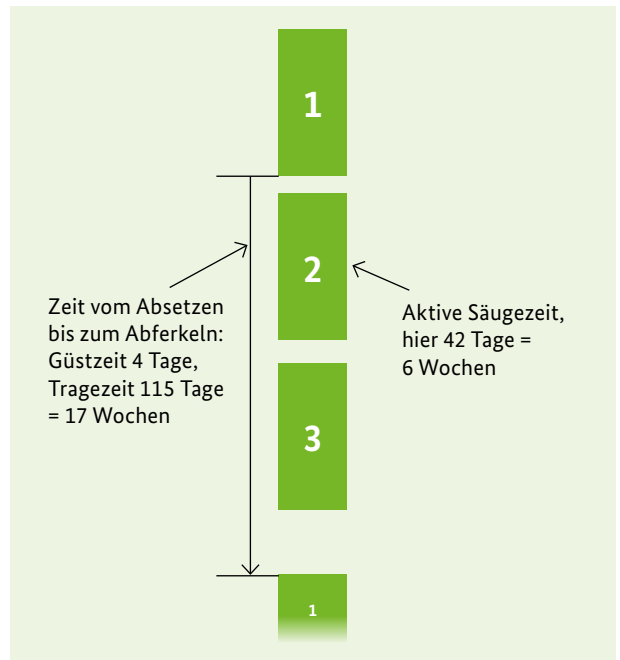 1
2
Zeit vom Absetzen
bis zum Abferkeln:
Güstzeit 4 Tage,
Tragezeit 115 Tage
= 17 Wochen
Aktive Säugezeit,
hier 42 Tage =
6 Wochen
3
1